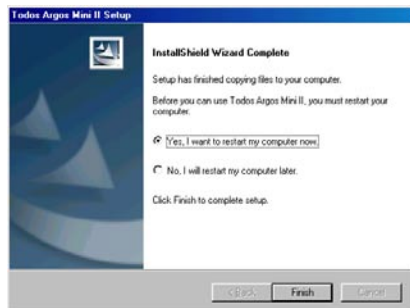 Todos Argos Mini II Setup
InstallShield Wizard Complete
Setup has finished copying files to your computer.
Before you can use Todos Argos Mini II, you must restart your
computer.
Yes, I want to restart my computer now.
No, I will restart my computer later.
Click Finish to complete setup.
< Back Finish Cancel